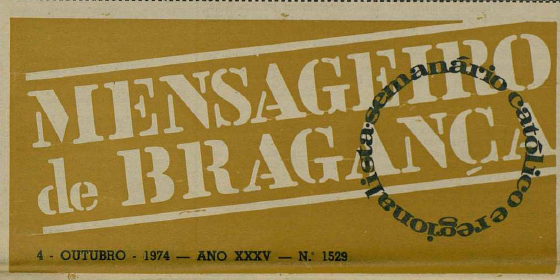 MENSAGEIRO
de BRAGANÇA
semanário católico e regionalista
4 - OUTUBRO - 1974 — ANO XXXV — N.º 1529